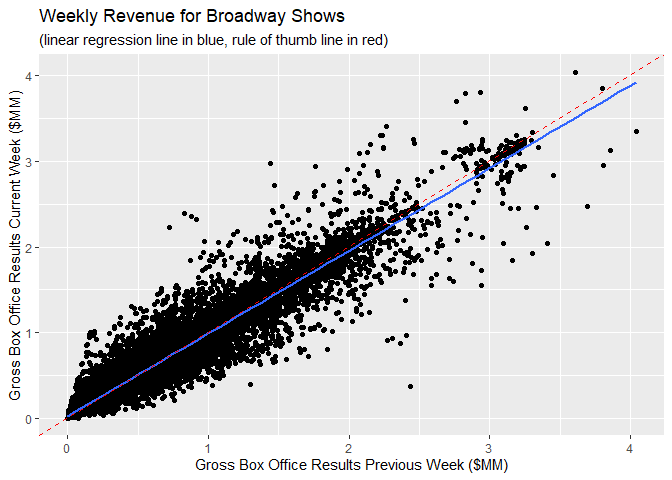 Weekly Revenue for Broadway Shows
(linear regression line in blue, rule of thumb line in red)
Gross Box Office Results Current Week ($MM)
4
3
2
1
0
0 1 2 3 4
Gross Box Office Results Previous Week ($MM)